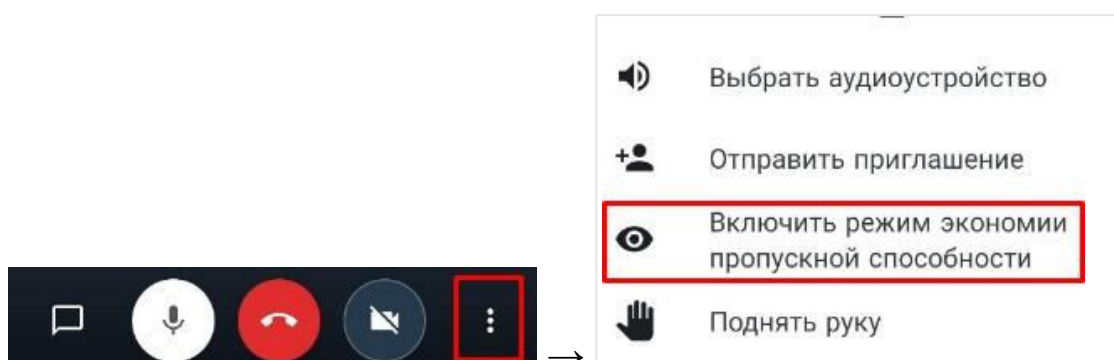 Выбрать аудиоустройство
Отправить приглашение
Включить режим экономии
пропускной способности
Поднять руку